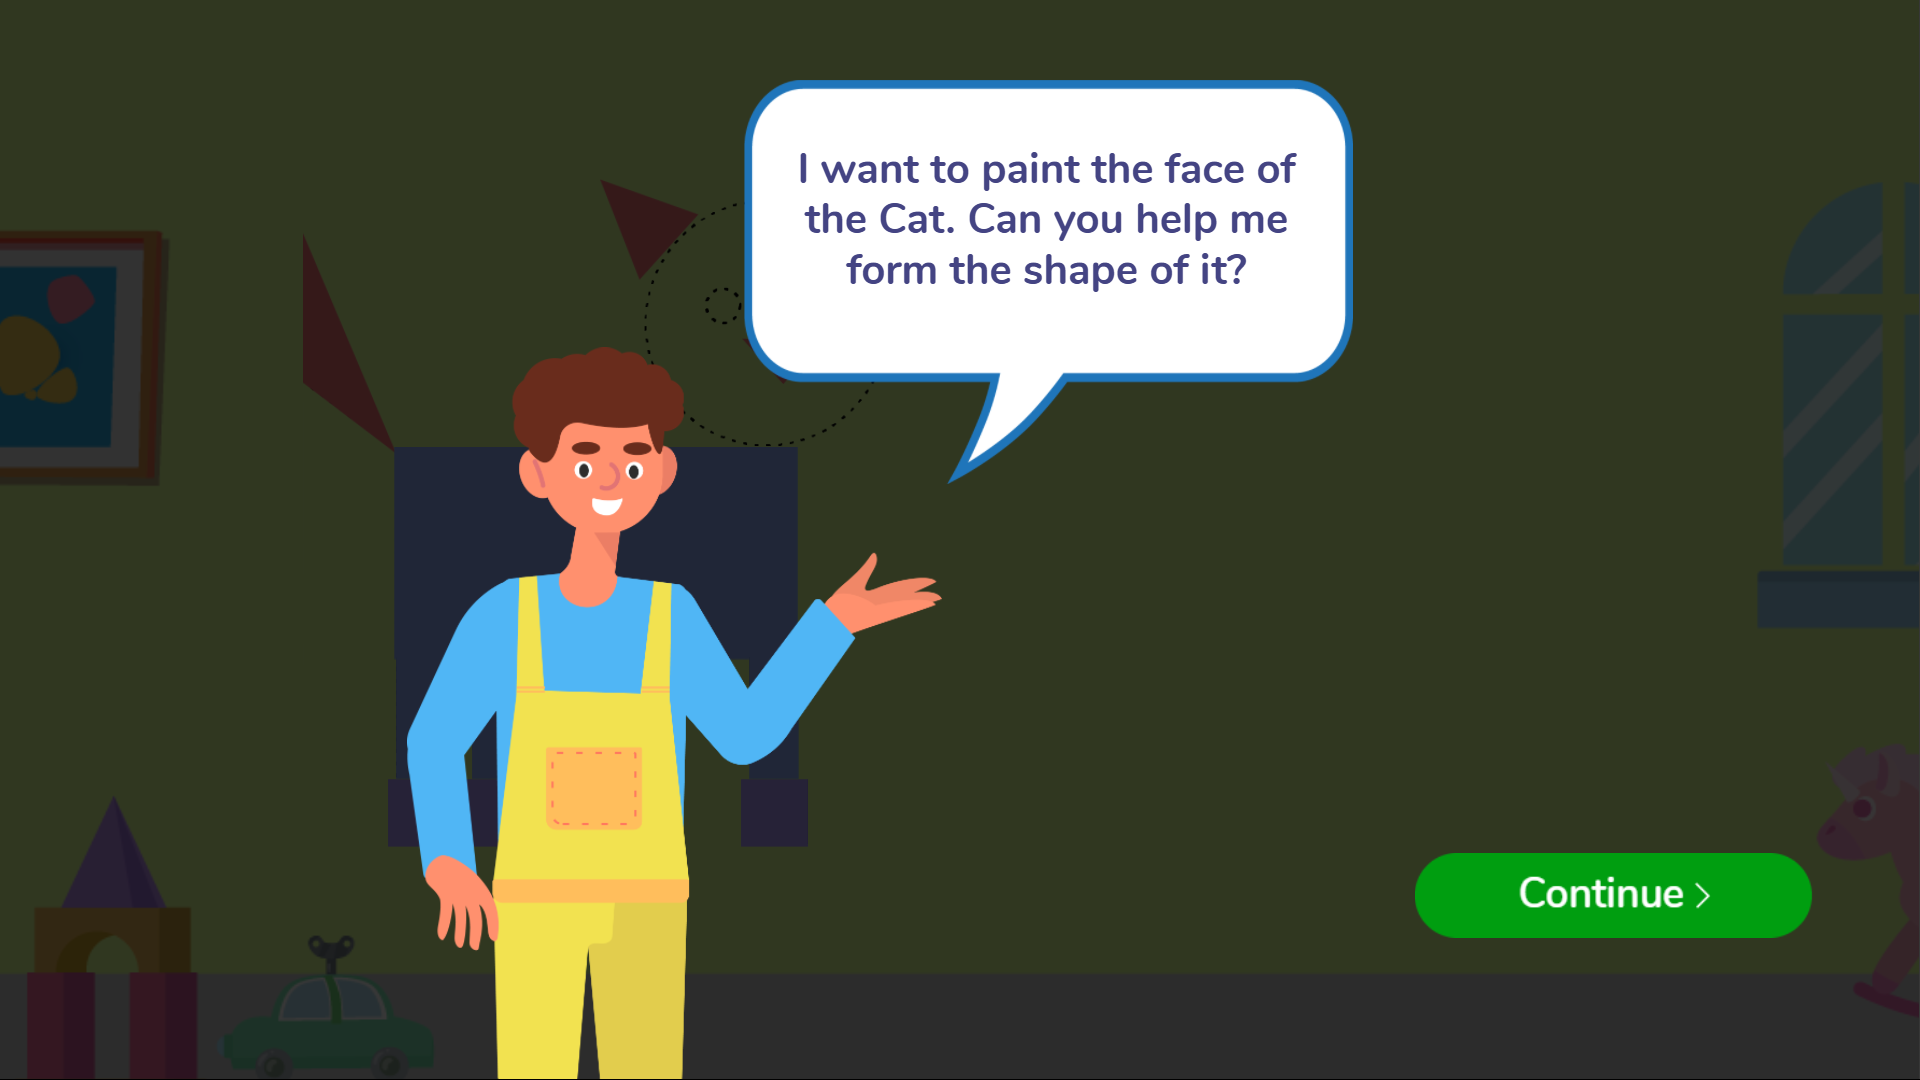 I want to paint the face of
the Cat. Can you help me
form the shape of it?
Continue >